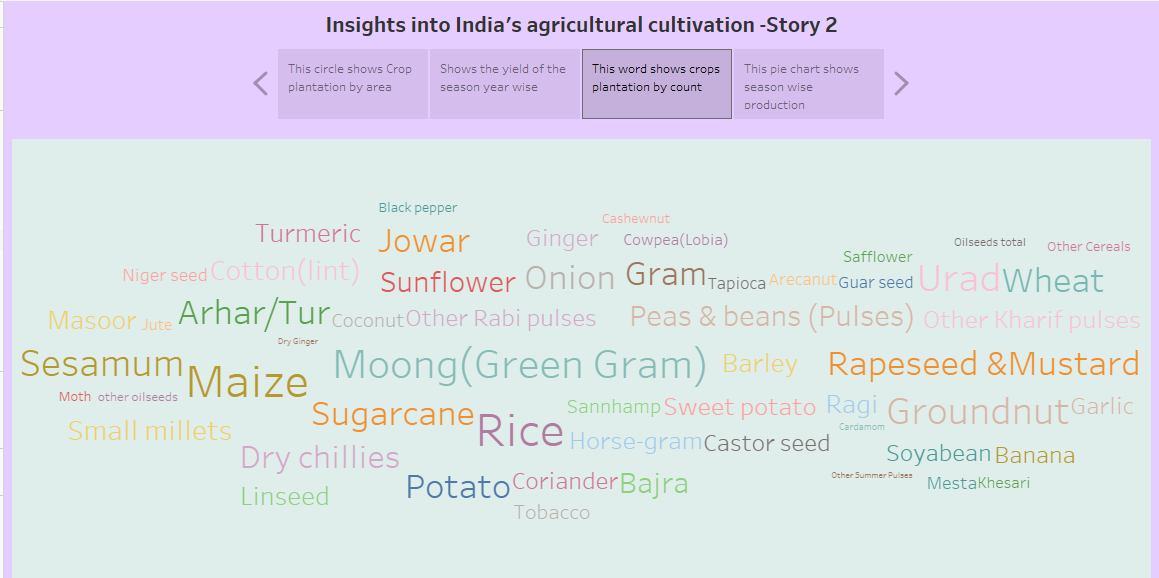 Insights into India's agricultural cultivation -Story 2
This circle shows Crop
plantation by area
Shows the yield of the
season year wise
This word shows crops
plantation by count
This pie chart shows
season wise
production
Black pepper
Cashewnut
Turmeric
Jowar
Ginger
Cowpea(Lobia)
Oilseeds total
Other Cereals
Safflower
Niger seed
Cotton(lint)
Sunflower
Onion
Gram
Tapioca
Arecanut
Guar seed
Urad
Wheat
Masoor
Jute
Arhar/Tur
Coconut
Other Rabi pulses
Peas & beans (Pulses)
Other Kharif pulses
Dry Ginger
Sesamum
Maize
Moong(Green Gram)
Barley
Rapeseed &Mustard
Moth
other oilseeds
Sugarcane
Rice
Sannhamp
Sweet potato
Ragi
Groundnut
Garlic
Cardamom
Small millets
Horse-gram
Castor seed
Dry chillies
Soyabean
Banana
Other Summer Pulses
Linseed
Potato
Coriander
Bajra
Mesta
Khesari
Tobacco